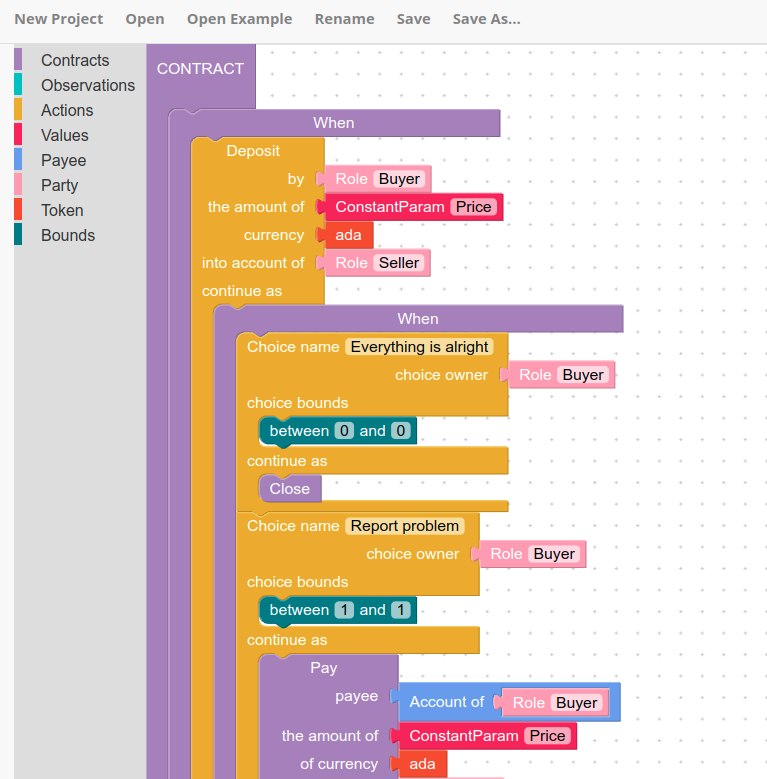 New Project Open Open Example Rename Save Save As...
Contracts
Observations
Actions
Values
Payee
Party
Token
Bounds
CONTRACT
When
Deposit
by Role Buyer
the amount of ConstantParam Price
currency ada
into account of Role Seller
continue as
When
Choice name Everything is alright
choice owner Role Buyer
choice bounds
between 0 and 0
continue as
Close
Choice name Report problem
choice owner Role Buyer
choice bounds
between 1 and 1
continue as
Pay
payee Account of Role Buyer
the amount of ConstantParam Price
of currency ada